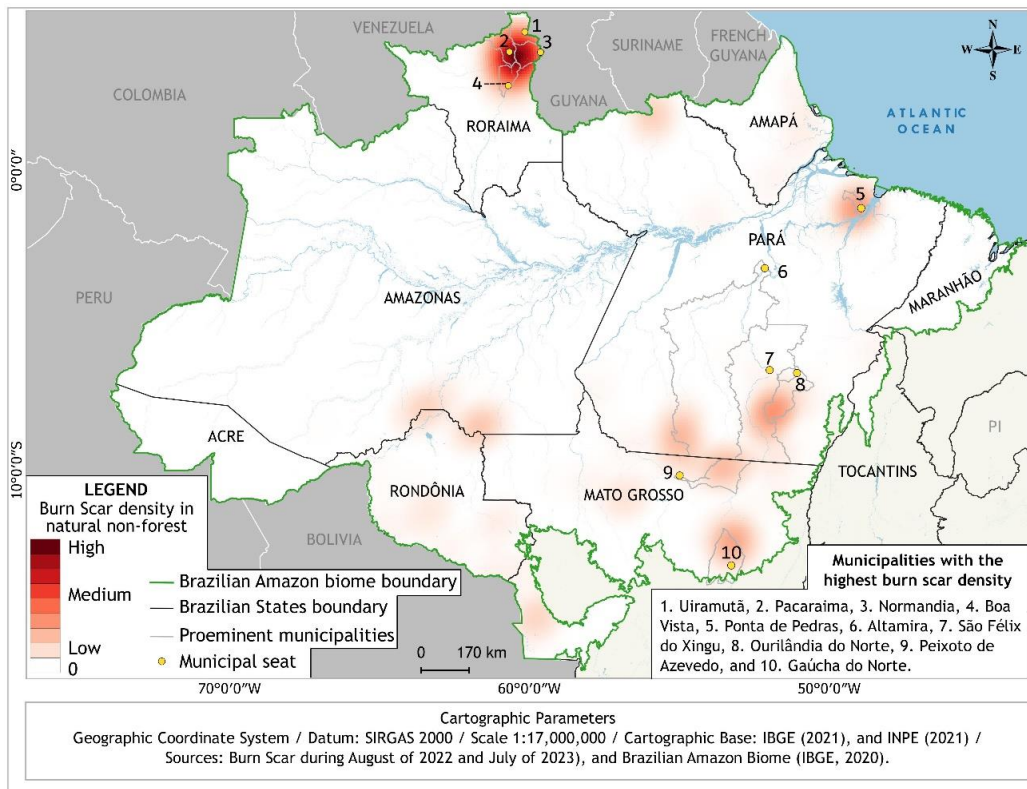 VENEZUELA
1
2
3
4
SURINAME
FRENCH
GUYANA
N
W E
S
COLOMBIA
GUYANA
RORAIMA
AMAPÁ
ATLANTIC
OCEAN
0°0'0"
5
PARÁ
6
PERU
AMAZONAS
MARANHÃO
7
8
ACRE
PI
10°0'0"S
9
TOCANTINS
RONDÔNIA
MATO GROSSO
BOLIVIA
10
LEGEND
Burn Scar density in
natural non-forest
High
Medium
Low
0
Brazilian Amazon biome boundary
Brazilian States boundary
Proeminent municipalities
Municipal seat
0 170 km
Municipalities with the
highest burn scar density
1. Uiramutã, 2. Pacaraima, 3. Normandia, 4. Boa
Vista, 5. Ponta de Pedras, 6. Altamira, 7. São Félix
do Xingu, 8. Ourilândia do Norte, 9. Peixoto de
Azevedo, and 10. Gaúcha do Norte.
70°0'0"W 60°0'0"W 50°0'0"W
Cartographic Parameters
Geographic Coordinate System / Datum: SIRGAS 2000 / Scale 1:17,000,000 / Cartographic Base: IBGE (2021), and INPE (2021) /
Sources: Burn Scar during August of 2022 and July of 2023), and Brazilian Amazon Biome (IBGE, 2020).